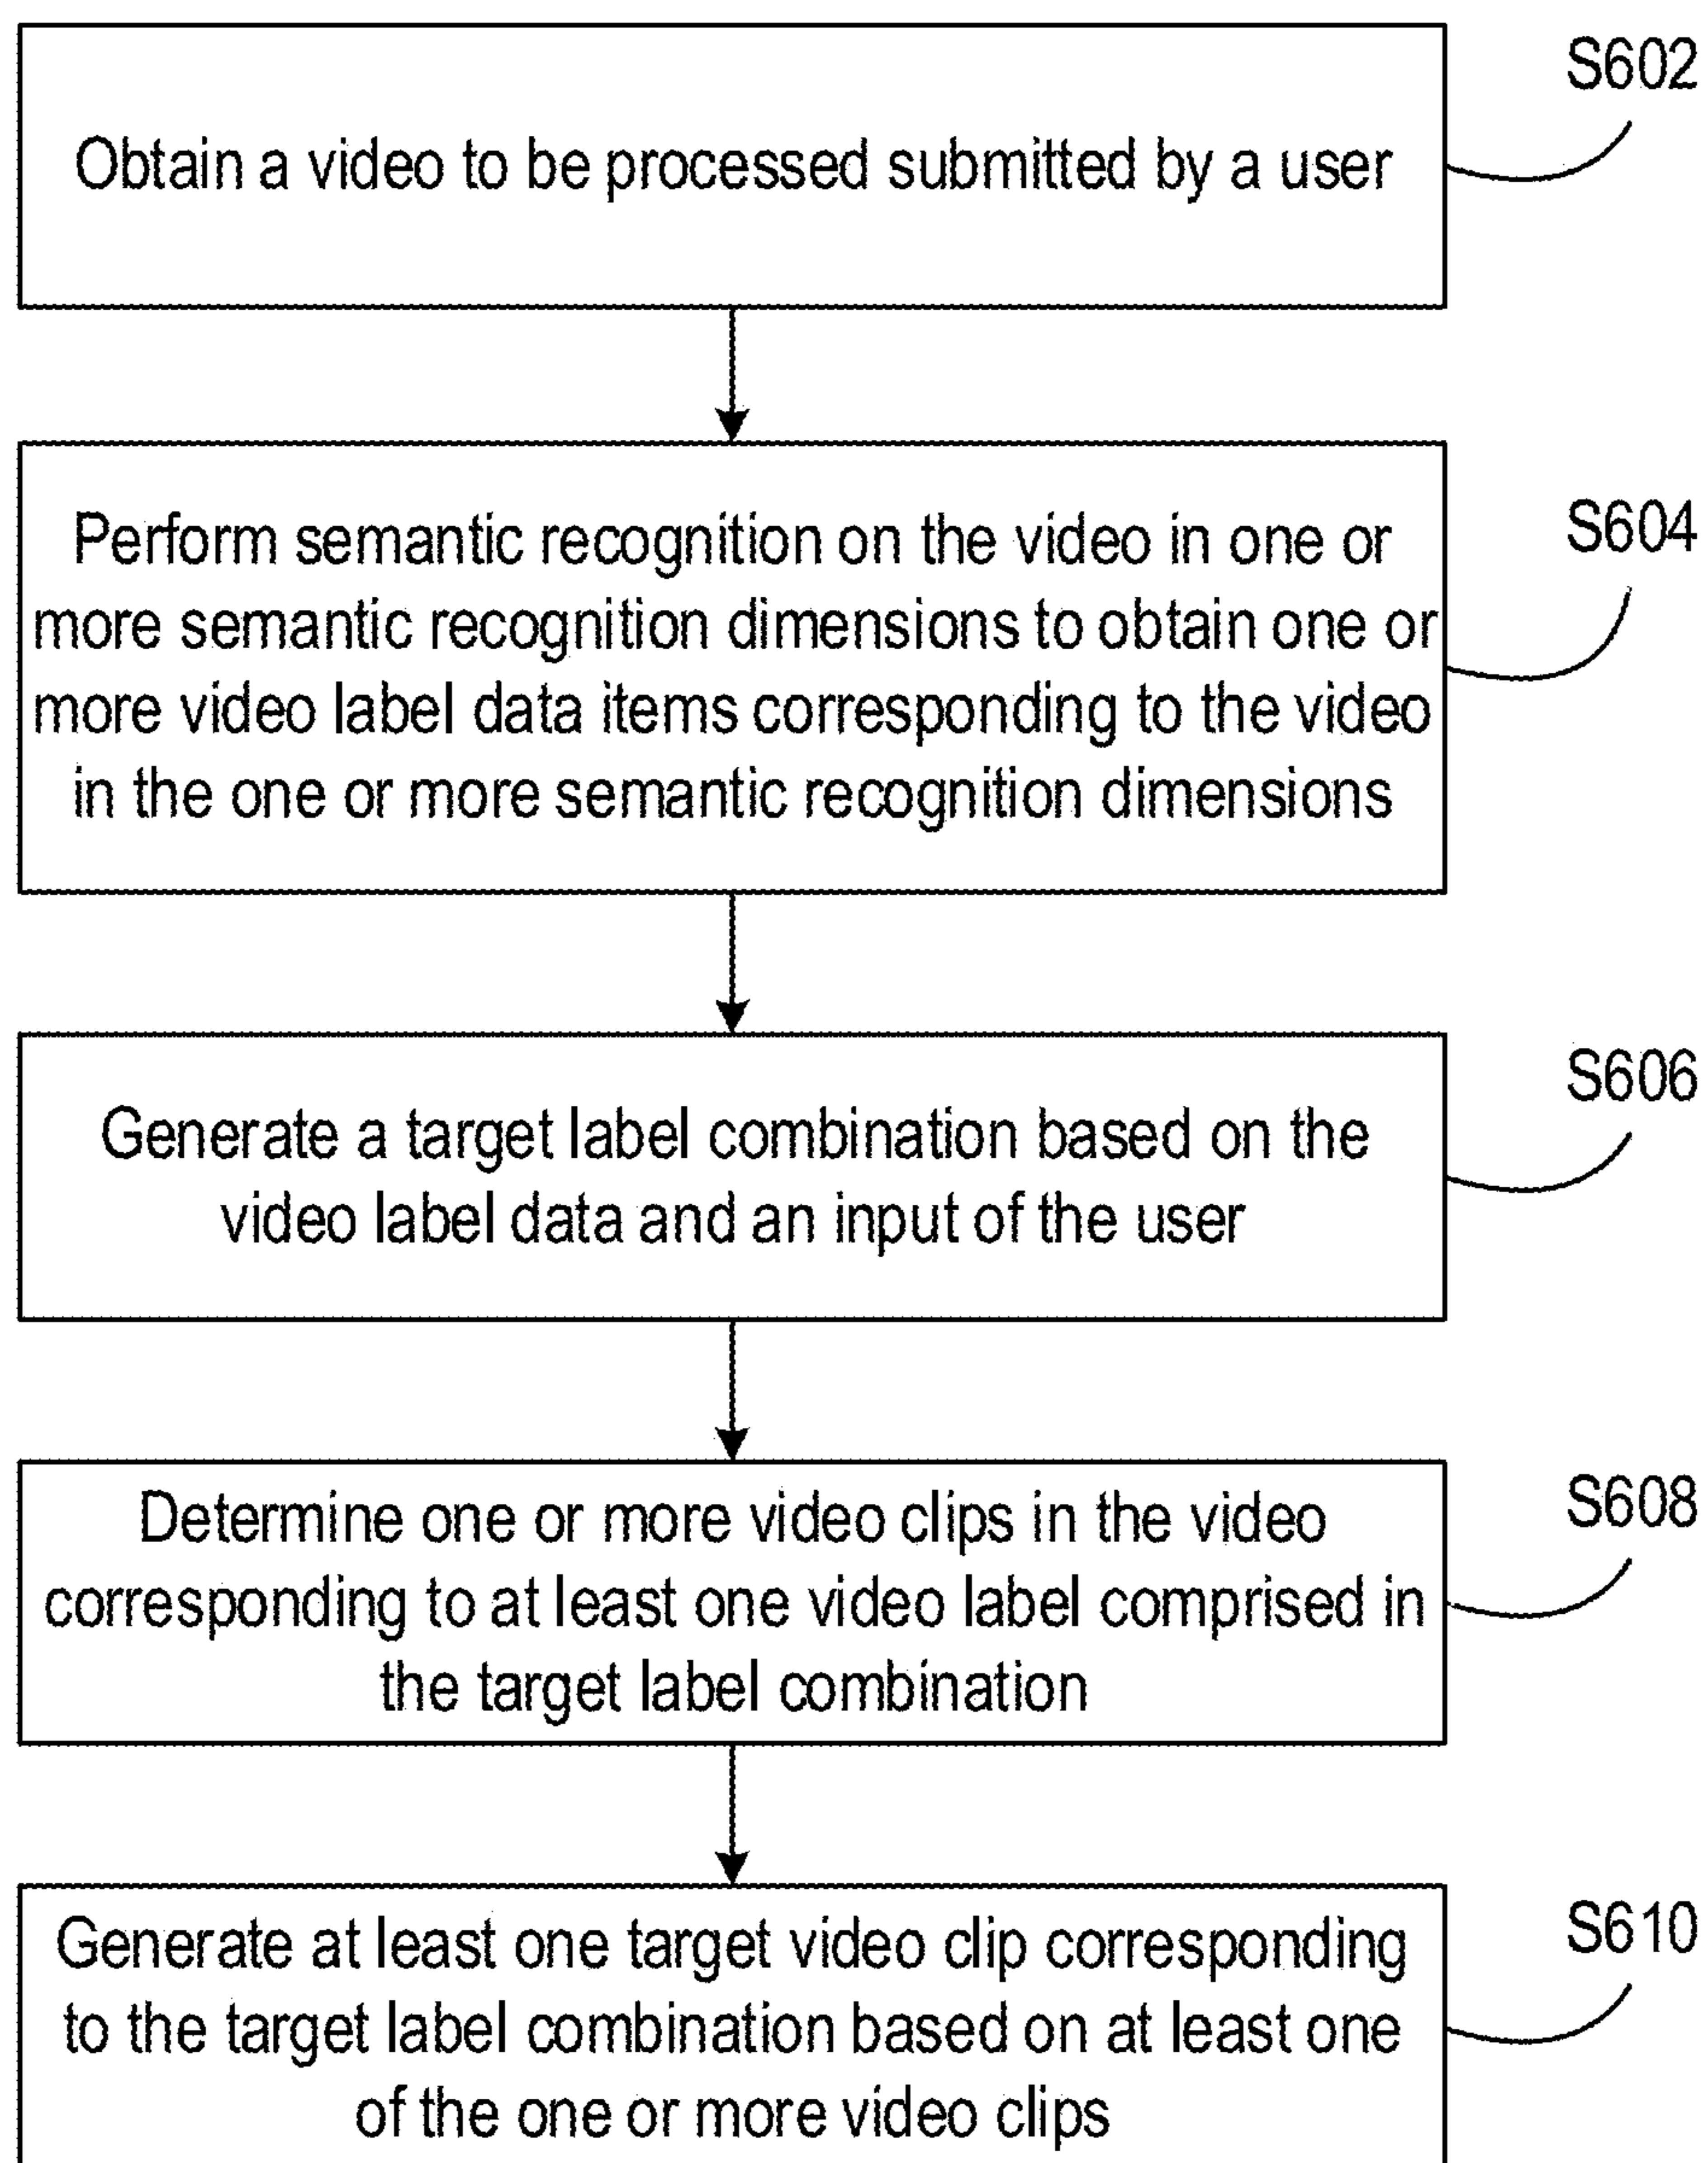 S602
Obtain a video to be processed submitted by a user
S604
Perform semantic recognition on the video in one or
more semantic recognition dimensions to obtain one or
more video label data items corresponding to the video
in the one or more semantic recognition dimensions
S606
Generate a target label combination based on the
video label data and an input of the user
S608
Determine one or more video clips in the video
corresponding to at least one video label comprised in
the target label combination
S610
Generate at least one target video clip corresponding
to the target label combination based on at least one
of the one or more video clips